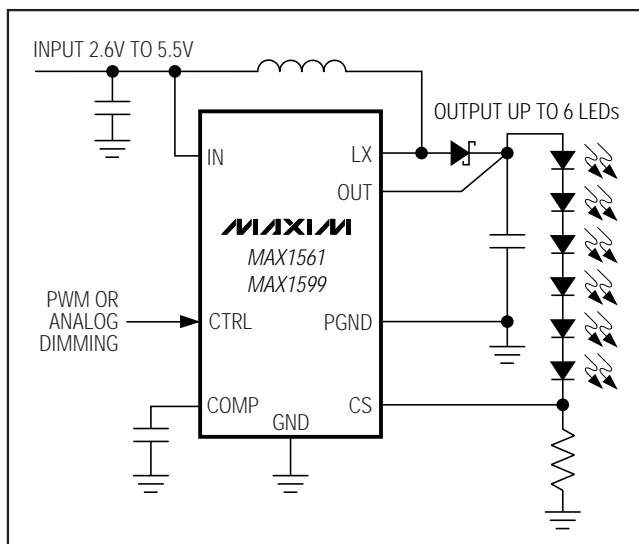 INPUT 2.6V TO 5.5V
OUTPUT UP TO 6 LEDs
IN
LX
OUT
MAXIM
MAX1561
MAX1599
PWM OR
ANALOG
DIMMING
CTRL
PGND
COMP
CS
GND